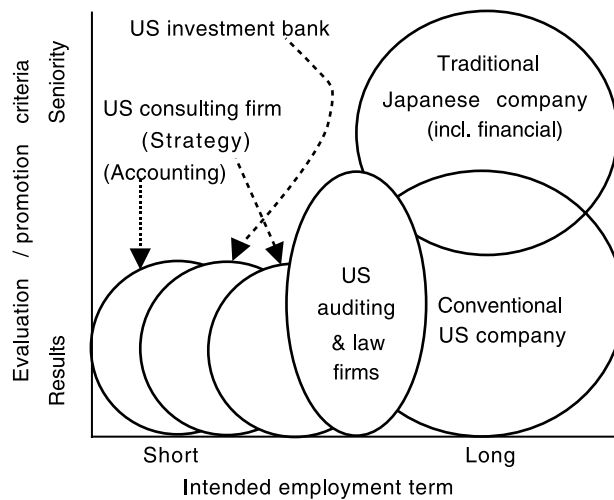 US investment bank
US consulting firm
(Strategy)
(Accounting)
Traditional
Japanese company
(incl. financial)
US
auditing
& law
firms
Conventional
US company
Evaluation / promotion criteria
Results Seniority
Short Long
Intended employment term